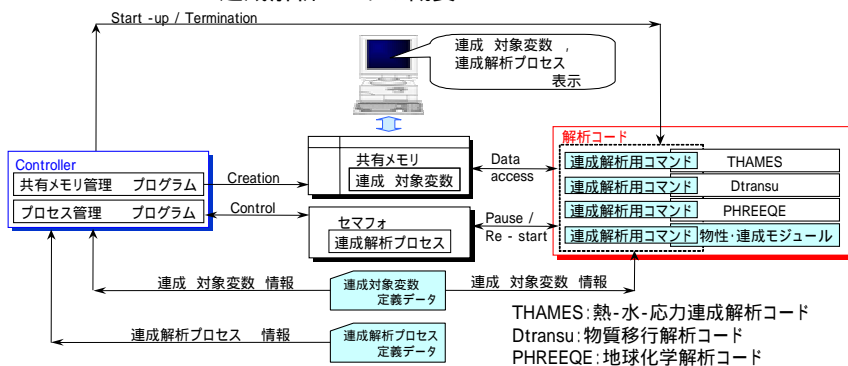 Start -up / Termination
連成 対象変数 ,
連成解析プロセス
表示
解析コード
Controller
共有メモリ管理 プログラム
プロセス管理 プログラム
Creation
Control
共有メモリ
連成 対象変数
セマフォ
連成解析プロセス
Data
access
Pause /
Re - start
連成解析用コマンド THAMES
連成解析用コマンド Dtransu
連成解析用コマンド PHREEQE
連成解析用コマンド 物性・連成モジュール
連成 対象変数 情報
連成対象変数
定義データ
連成 対象変数 情報
連成解析プロセス 情報
連成解析プロセス
定義データ
THAMES:熱-水-応力連成解析コード
Dtransu:物質移行解析コード
PHREEQE:地球化学解析コード